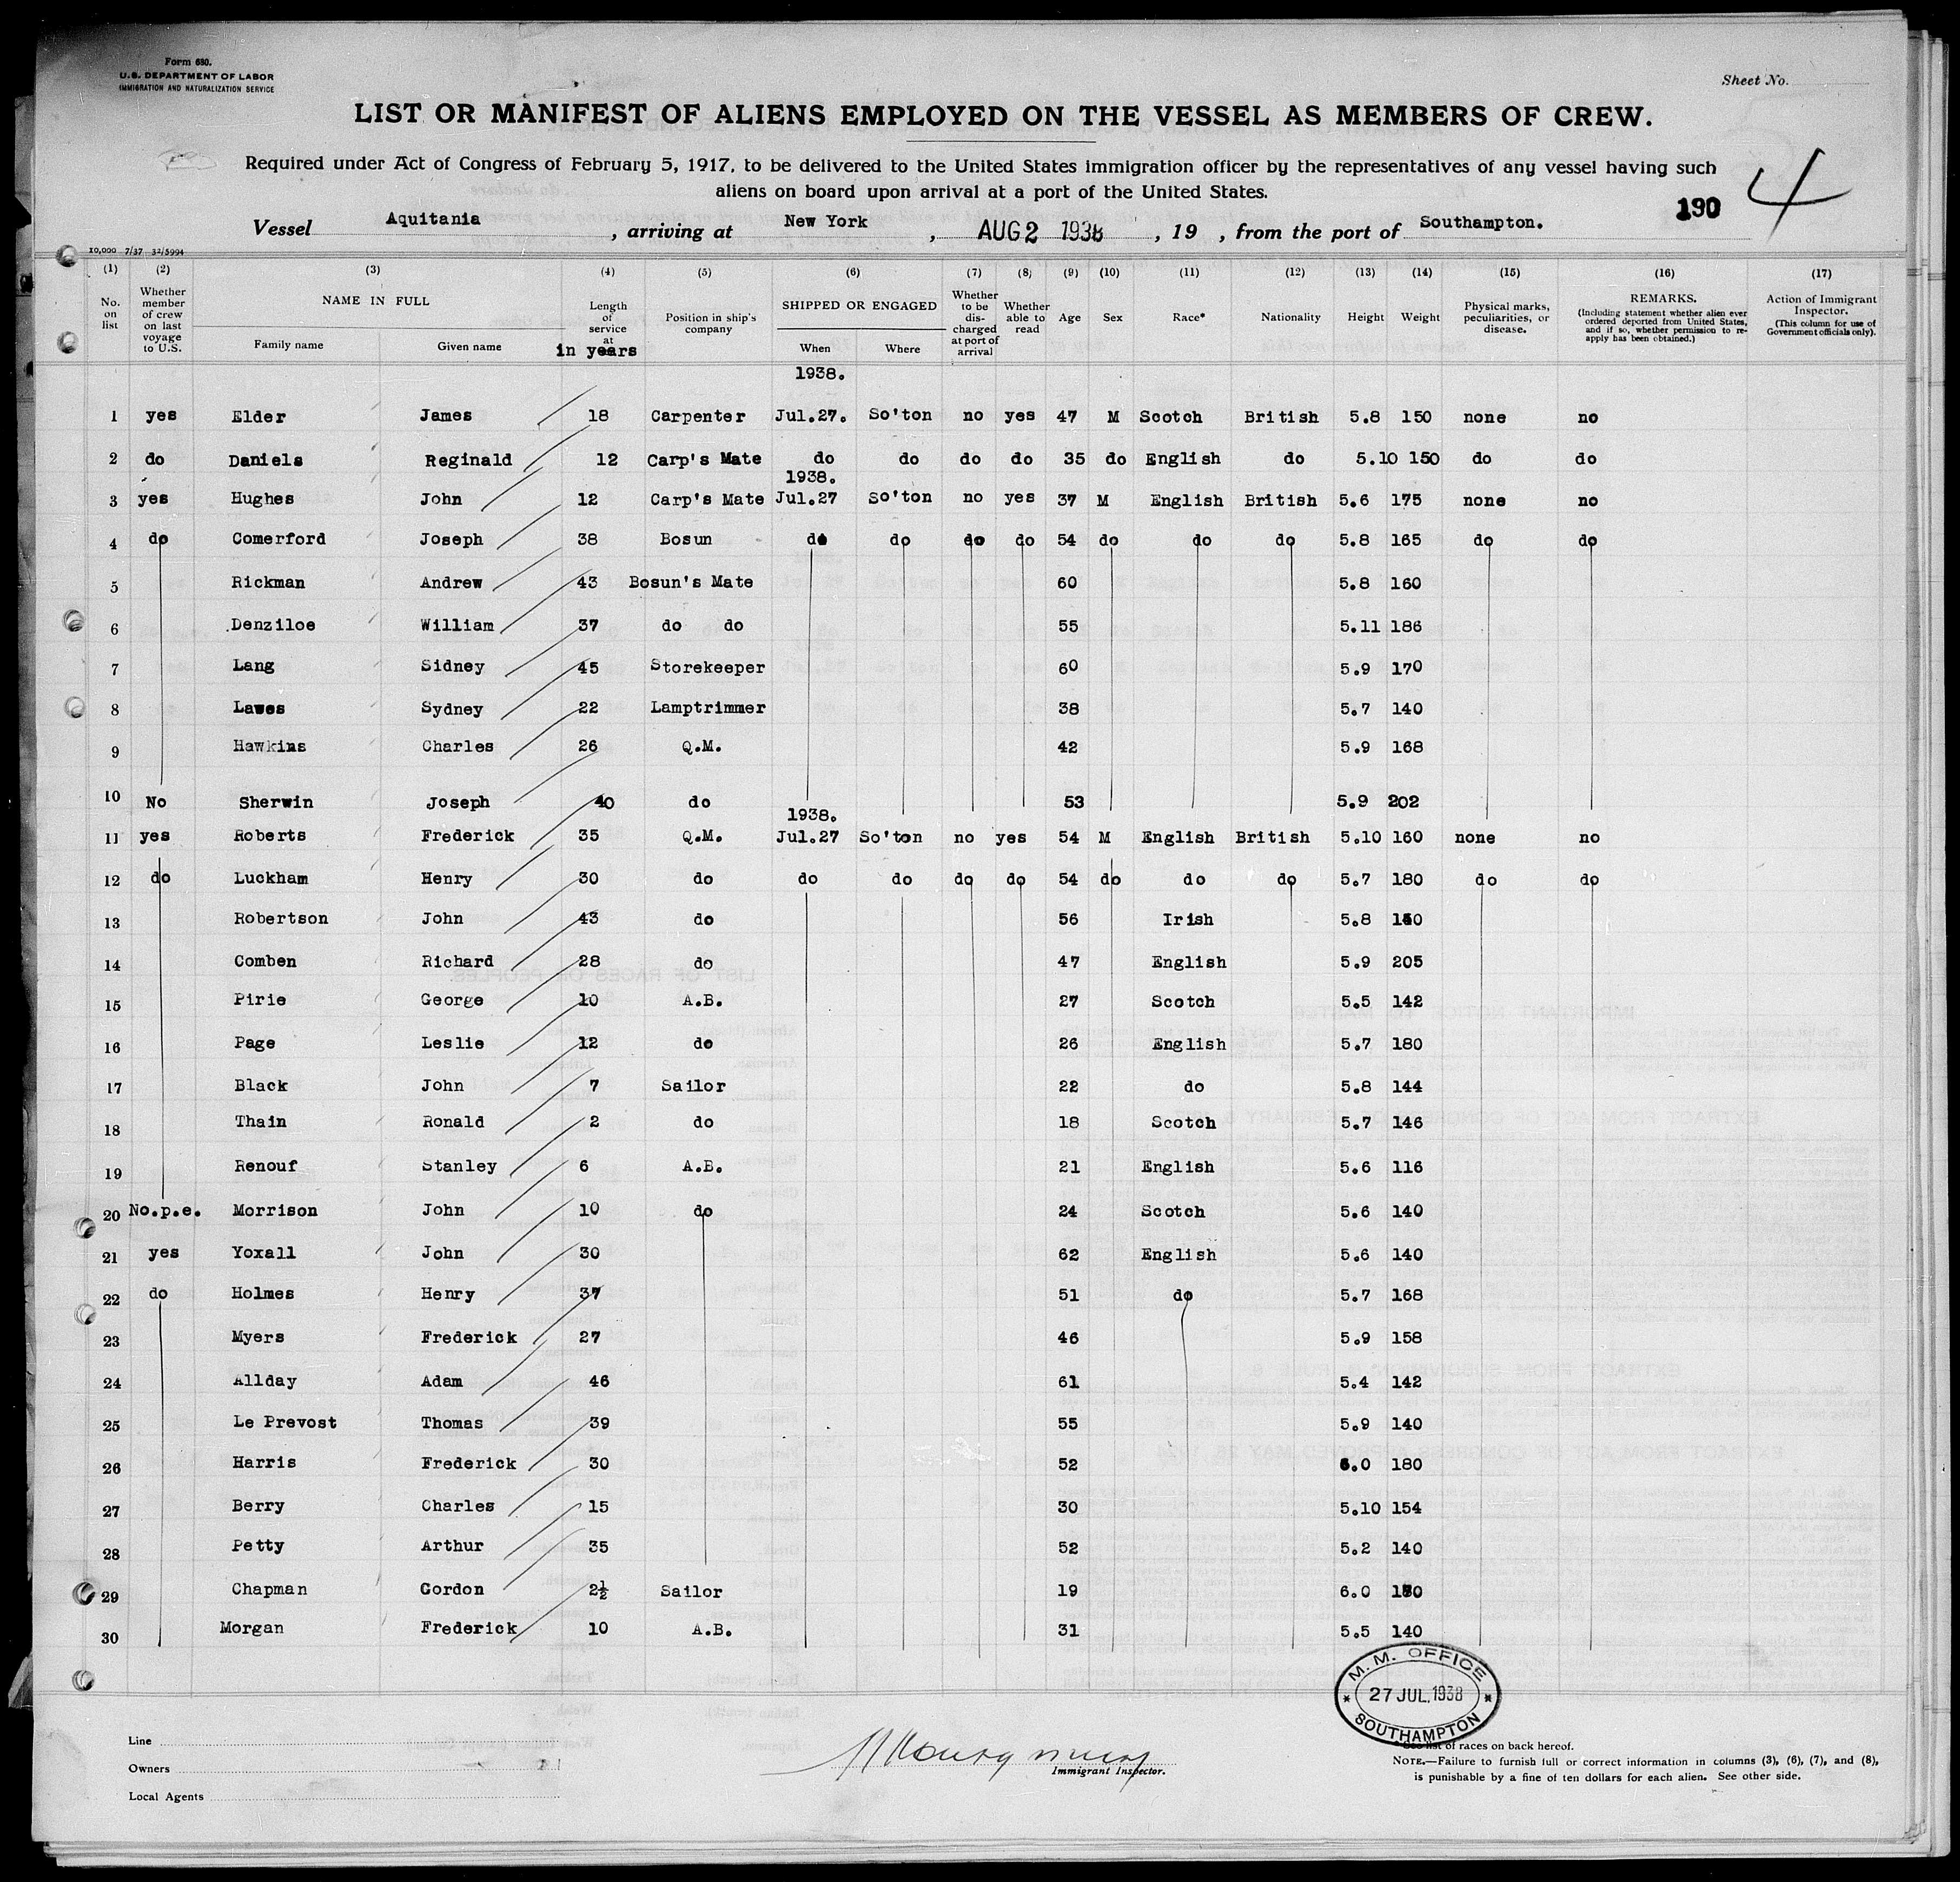 Form 680.
U.S. DEPARTMENT OF LABOR
IMMIGRATION AND NATURALIZATION SERVICE
Sheet No.
LIST OR MANIFEST OF ALIENS EMPLOYED ON THE VESSEL AS MEMBERS OF CREW.
Required under Act of Congress of February 5, 1917, to be delivered to the United States immigration officer by the representatives of any vessel having such
aliens on board upon arrival at a port of the United States.
190 4
Vessel Aquitania, arriving at New York, AUG 2 1938, 19 , from the port of Southampton.
10,000 7/37 32/5994
(1) (2) (3) (4) (5) (6) (7) (8) (9) (10) (11) (12) (13) (14) (15) (16) (17)
No. on list
Whether member of crew on last voyage to U.S.
NAME IN FULL
Family name Given name
Length of service at in years
Position in ship's company
SHIPPED OR ENGAGED
When Where
Whether to be discharged at port of arrival
Whether able to read
Age Sex Race* Nationality Height Weight
Physical marks, peculiarities, or disease.
REMARKS.
(Including statement whether alien ever ordered deported from United States, and if so, whether permission to re-apply has been obtained.)
Action of Immigrant Inspector.
(This column for use of Government officials only).
1938.
1 yes Elder James 18 Carpenter Jul.27. So'ton no yes 47 M Scotch British 5.8 150 none no
2 do Daniels Reginald 12 Carp's Mate do do do do 35 do English do 5.10 150 do do
1938.
3 yes Hughes John 12 Carp's Mate Jul.27 So'ton no yes 37 M English British 5.6 175 none no
4 do Comerford Joseph 38 Bosun do do do do 54 do do do 5.8 165 do do
5 Rickman Andrew 43 Bosun's Mate 60 5.8 160
6 Denziloe William 37 do do 55 5.11 186
7 Lang Sidney 45 Storekeeper 60 5.9 170
8 Lawes Sydney 22 Lamptrimmer 38 5.7 140
9 Hawkins Charles 26 Q.M. 42 5.9 168
10 No Sherwin Joseph 40 do 53 5.9 202
1938.
11 yes Roberts Frederick 35 Q.M. Jul.27 So'ton no yes 54 M English British 5.10 160 none no
12 do Luckham Henry 30 do do do do do 54 do do do 5.7 180 do do
13 Robertson John 43 do 56 Irish 5.8
14 Comben Richard 28 do 47 English 5.9 205
15 Pirie George 10 A.B. 27 Scotch 5.5 142
16 Page Leslie 12 do 26 English 5.7 180
17 Black John 7 Sailor 22 do 5.8 144
18 Thain Ronald 2 do 18 Scotch 5.7 146
19 Renouf Stanley 6 A.B. 21 English 5.6 116
20 No.p.e. Morrison John 10 do 24 Scotch 5.6 140
21 yes Yoxall John 30 62 English 5.6 140
22 do Holmes Henry 37 51 do 5.7 168
23 Myers Frederick 27 46 5.9 158
24 Allday Adam 46 61 5.4 142
25 Le Prevost Thomas 39 55 5.9 140
26 Harris Frederick 30 52 6.0 180
27 Berry Charles 15 30 5.10 154
28 Petty Arthur 35 52 5.2 140
29 Chapman Gordon 2½ Sailor 19 6.0
30 Morgan Frederick 10 A.B. 31 5.5 140
M.M. OFFICE
* 27 JUL.1938 *
SOUTHAMPTON
Line
Owners
Local Agents
Immigrant Inspector.
* See list of races on back hereof.
NOTE.—Failure to furnish full or correct information in columns (3), (6), (7), and (8),
is punishable by a fine of ten dollars for each alien. See other side.